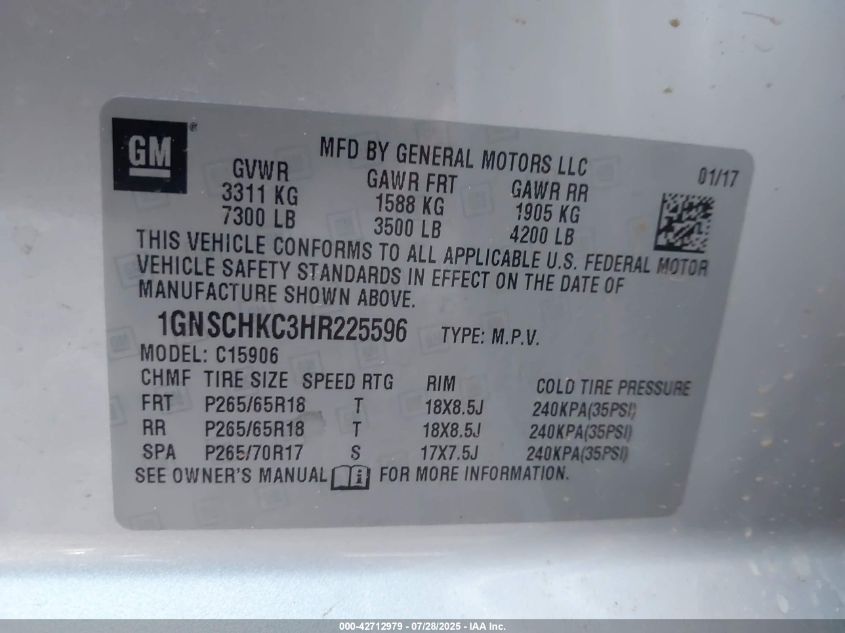 GM®
MFD BY GENERAL MOTORS LLC
01/17
GVWR GAWR FRT GAWR RR
3311 KG 1588 KG 1905 KG
7300 LB 3500 LB 4200 LB
THIS VEHICLE CONFORMS TO ALL APPLICABLE U.S. FEDERAL MOTOR
VEHICLE SAFETY STANDARDS IN EFFECT ON THE DATE OF
MANUFACTURE SHOWN ABOVE.
1GNSCHKC3HR225596 TYPE: M.P.V.
MODEL: C15906
CHMF TIRE SIZE SPEED RTG RIM COLD TIRE PRESSURE
FRT P265/65R18 T 18X8.5J 240KPA(35PSI)
RR P265/65R18 T 18X8.5J 240KPA(35PSI)
SPA P265/70R17 S 17X7.5J 240KPA(35PSI)
SEE OWNER'S MANUAL i FOR MORE INFORMATION.
000-42712979 - 07/28/2025 - IAA Inc.